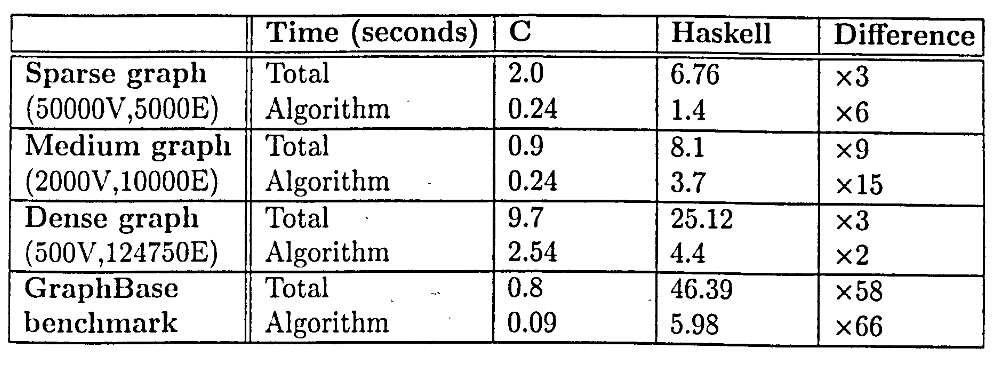 Time (seconds) C Haskell Difference
Sparse graph Total 2.0 6.76 ×3
(50000V,5000E) Algorithm 0.24 1.4 ×6
Medium graph Total 0.9 8.1 ×9
(2000V,10000E) Algorithm 0.24 3.7 ×15
Dense graph Total 9.7 25.12 ×3
(500V,124750E) Algorithm 2.54 4.4 ×2
GraphBase Total 0.8 46.39 ×58
benchmark Algorithm 0.09 5.98 ×66